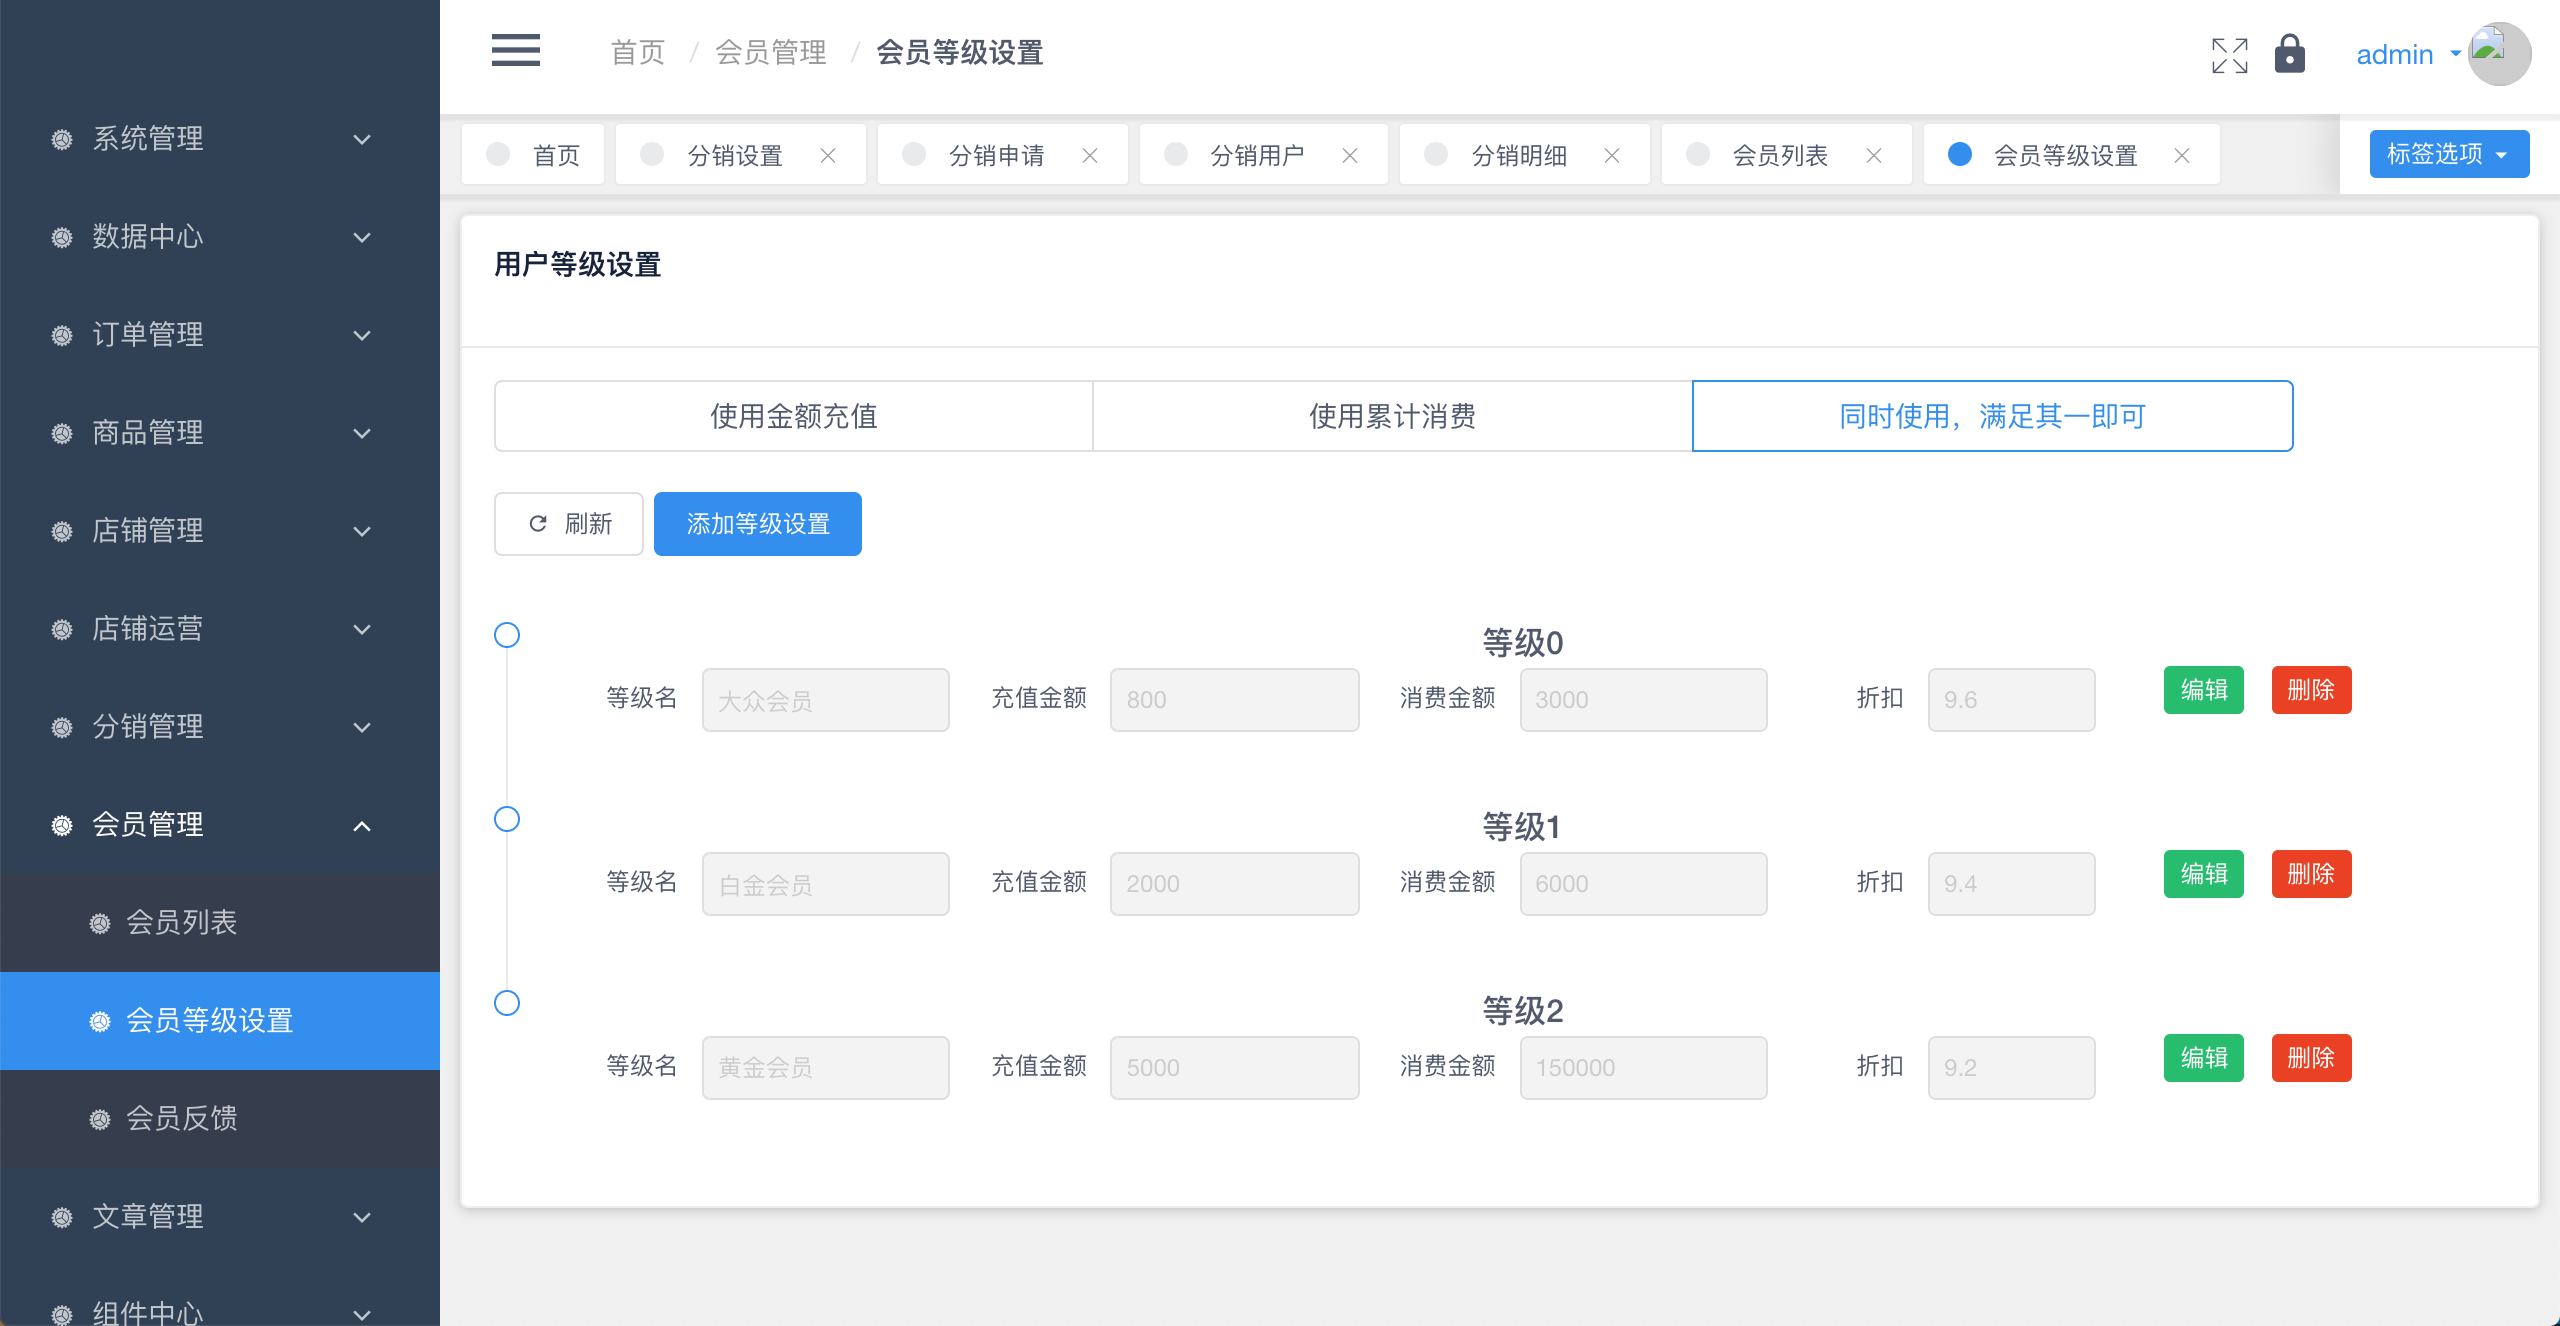 首页 / 会员管理 / 会员等级设置
admin
首页 分销设置 分销申请 分销用户 分销明细 会员列表 会员等级设置 标签选项
系统管理
数据中心
订单管理
商品管理
店铺管理
店铺运营
分销管理
会员管理
会员列表
会员等级设置
会员反馈
文章管理
组件中心
用户等级设置
使用金额充值 使用累计消费 同时使用，满足其一即可
刷新 添加等级设置
等级0
等级名 大众会员 充值金额 800 消费金额 3000 折扣 9.6 编辑 删除
等级1
等级名 白金会员 充值金额 2000 消费金额 6000 折扣 9.4 编辑 删除
等级2
等级名 黄金会员 充值金额 5000 消费金额 150000 折扣 9.2 编辑 删除